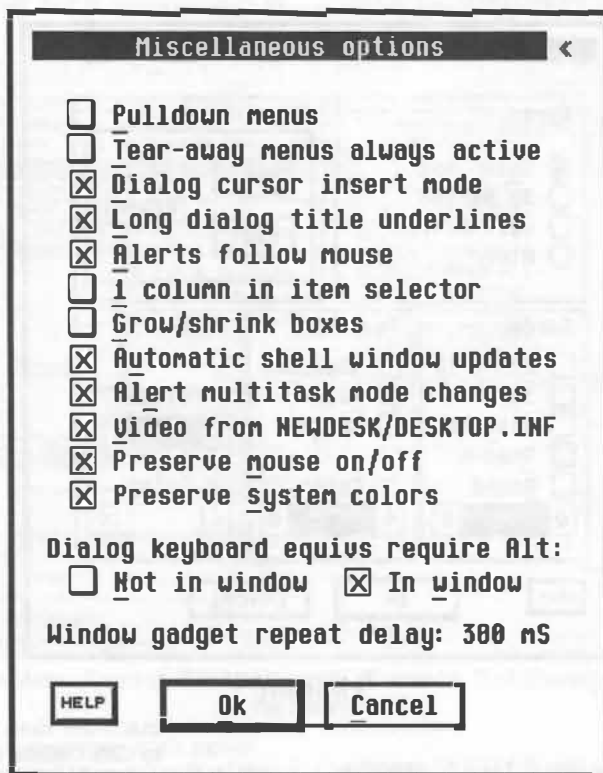 Miscellaneous options
Pulldown menus
Tear-away menus always active
Dialog cursor insert mode
Long dialog title underlines
Alerts follow mouse
1 column in item selector
Grow/shrink boxes
Automatic shell window updates
Alert multitask mode changes
Video from NEWDESK/DESKTOP.INF
Preserve mouse on/off
Preserve system colors
Dialog keyboard equivs require Alt:
Not in window In window
Window gadget repeat delay: 300 mS
HELP Ok Cancel